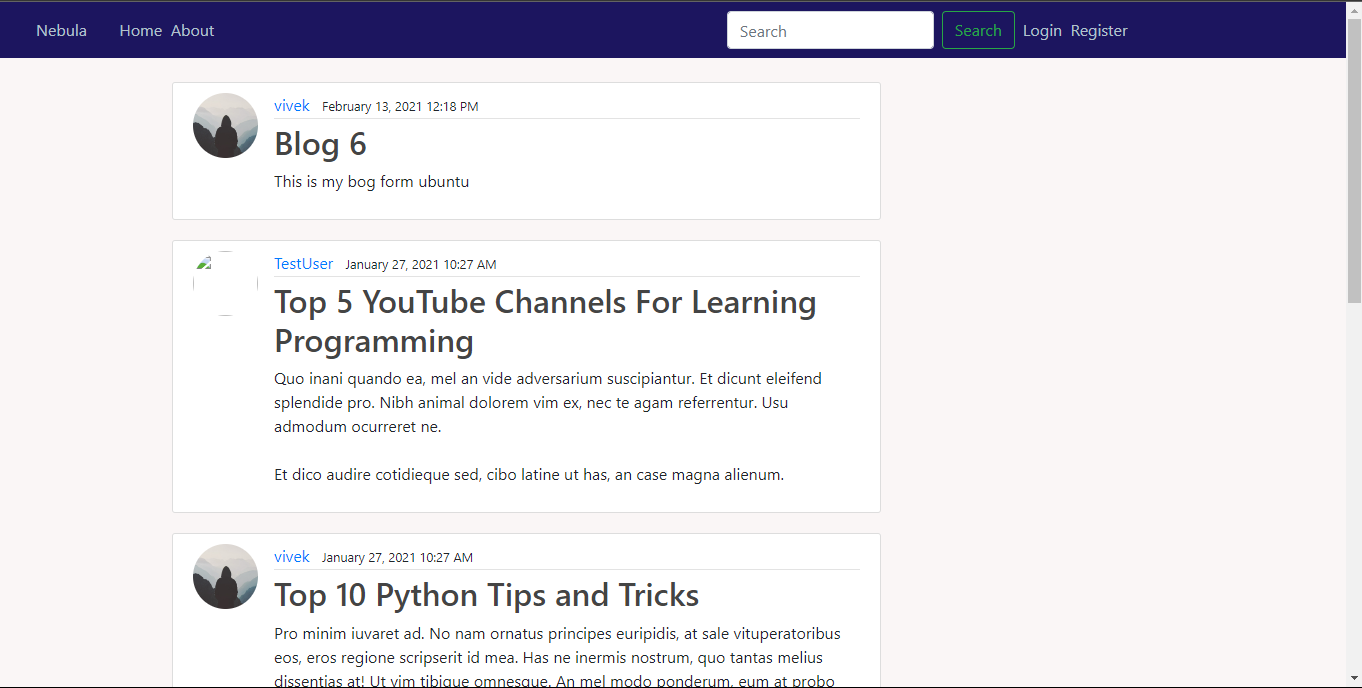 Nebula Home About Search Search Login Register
vivek February 13, 2021 12:18 PM
Blog 6
This is my bog form ubuntu
TestUser January 27, 2021 10:27 AM
Top 5 YouTube Channels For Learning
Programming
Quo inani quando ea, mel an vide adversarium suscipiantur. Et dicunt eleifend
splendide pro. Nibh animal dolorem vim ex, nec te agam referrentur. Usu
admodum ocurreret ne.
Et dico audire cotidieque sed, cibo latine ut has, an case magna alienum.
vivek January 27, 2021 10:27 AM
Top 10 Python Tips and Tricks
Pro minim iuvaret ad. No nam ornatus principes euripidis, at sale vituperatoribus
eos, eros regione scripserit id mea. Has ne inermis nostrum, quo tantas melius
dissentias at! Ut vim tibique omnesque. An mel modo ponderum, eum at probo